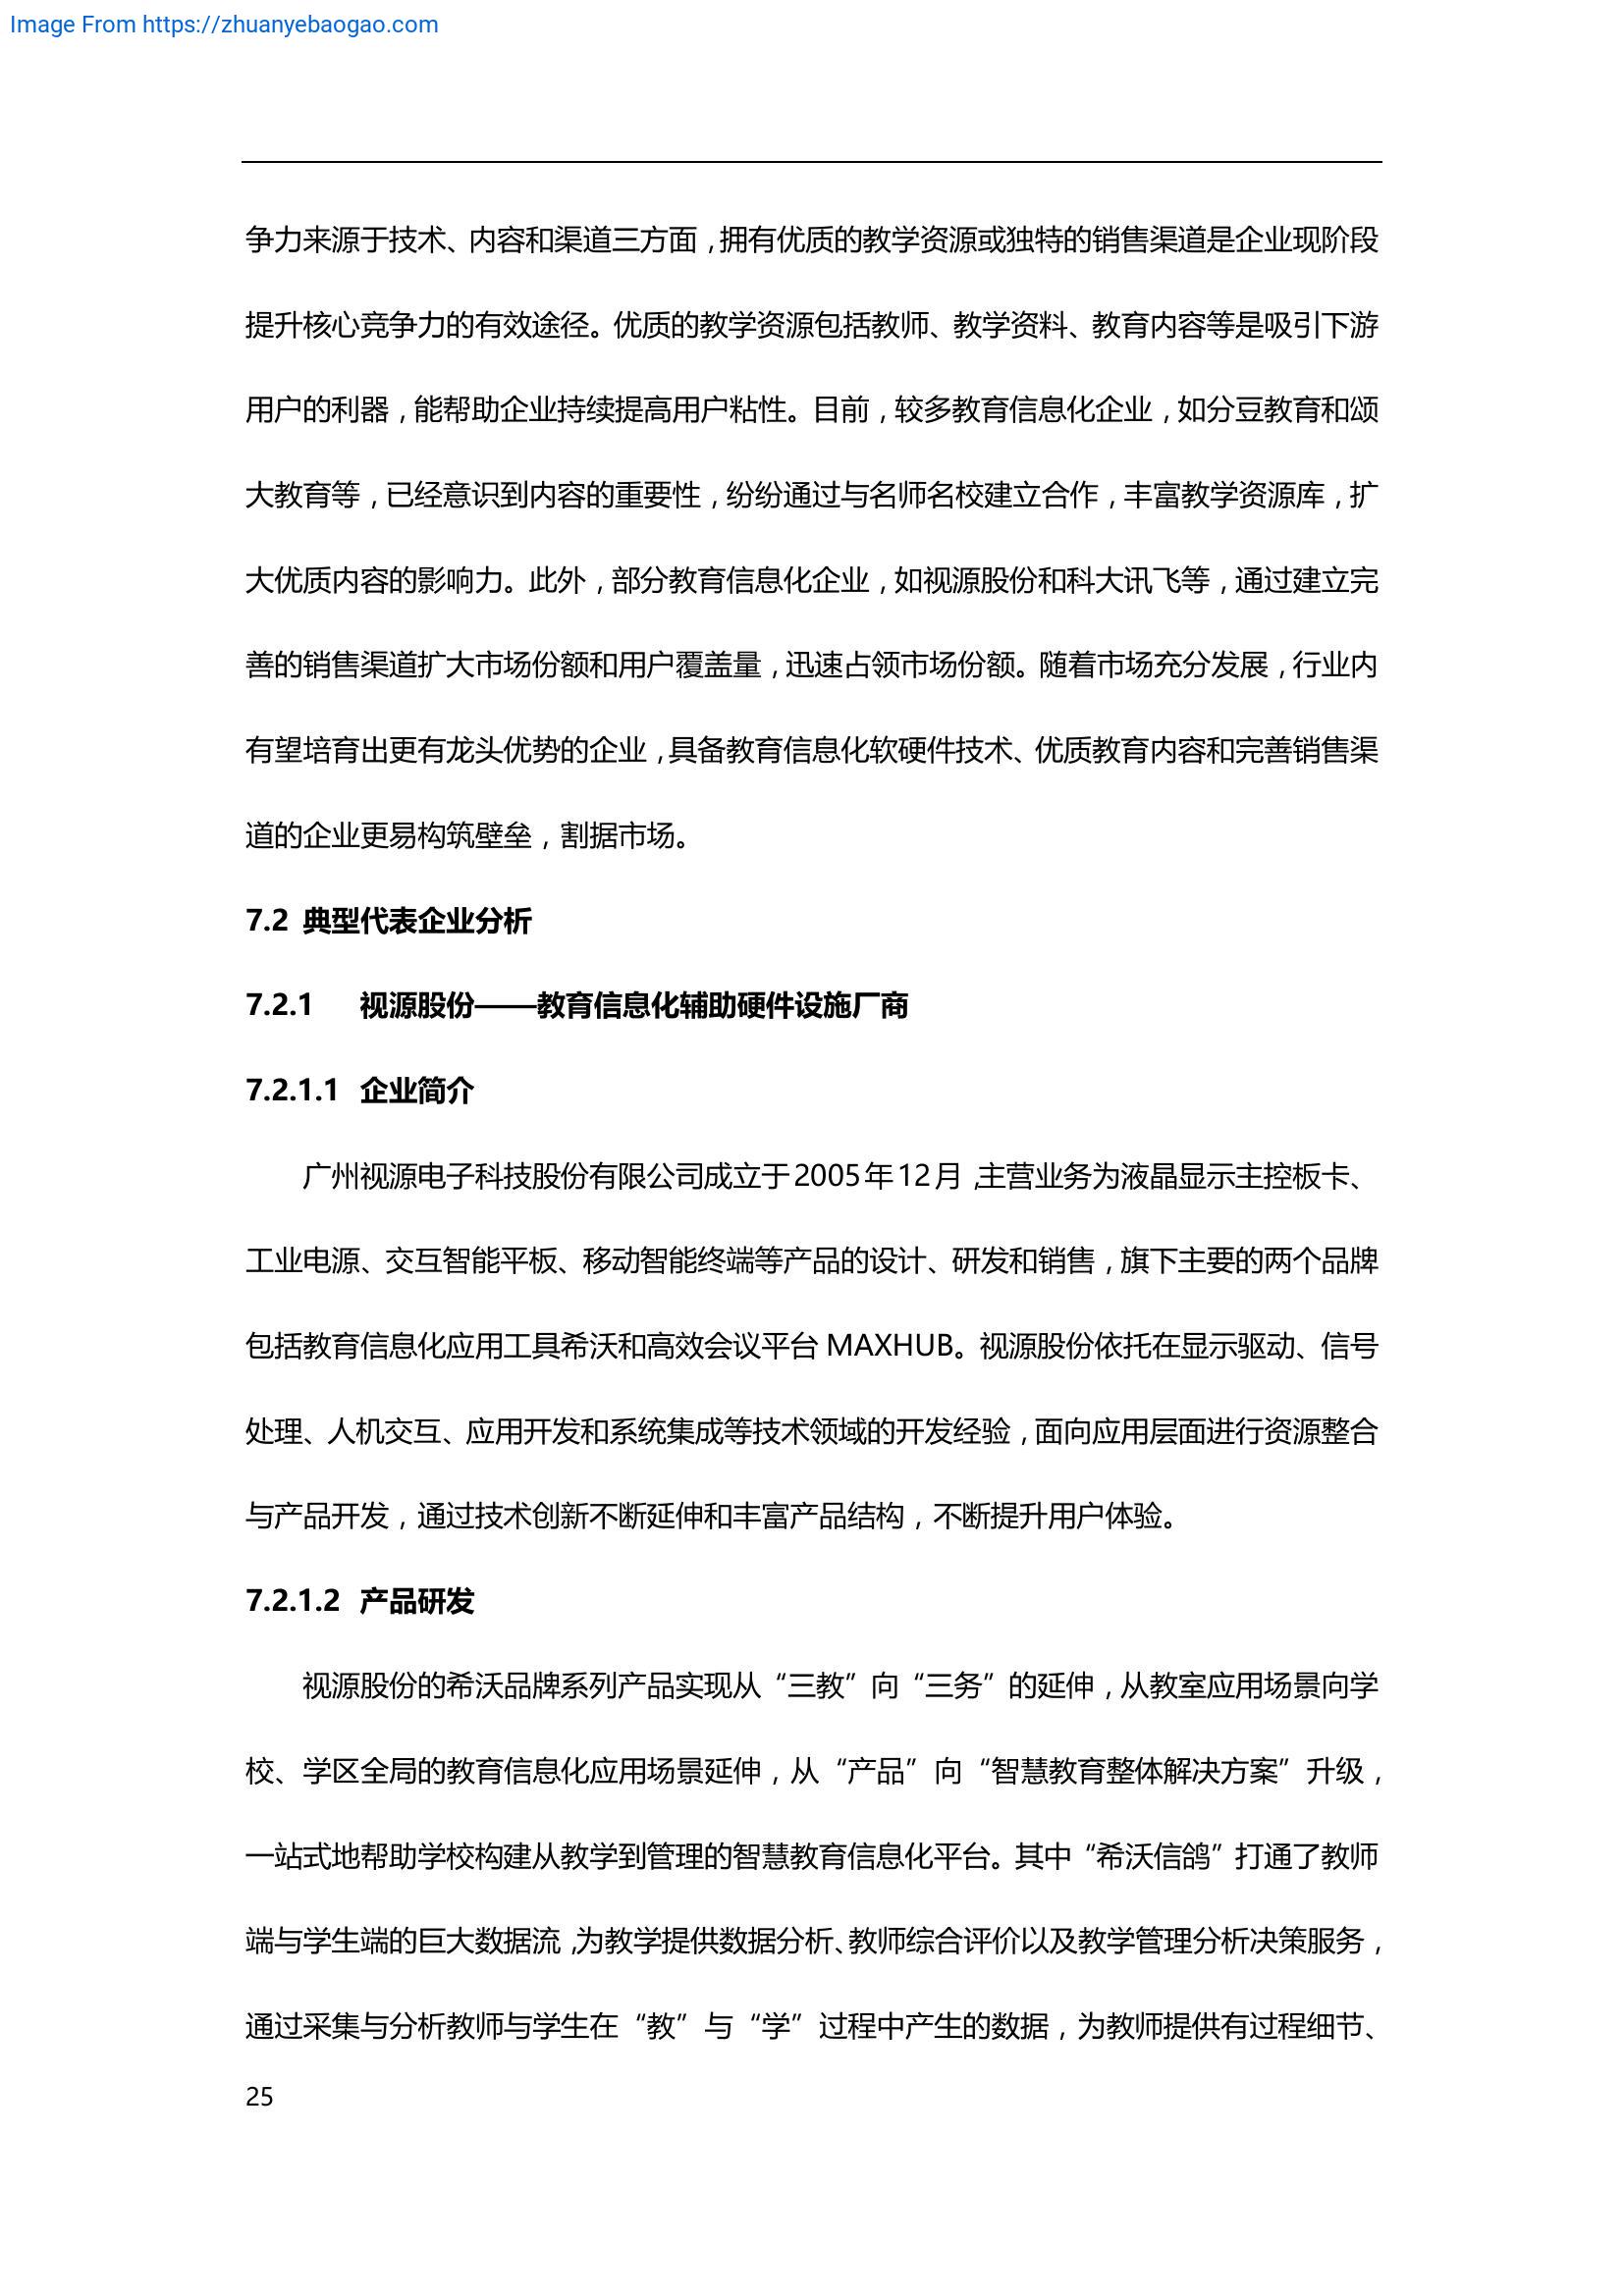 Image From https://zhuanyebaogao.com
争力来源于技术、内容和渠道三方面，拥有优质的教学资源或独特的销售渠道是企业现阶段
提升核心竞争力的有效途径。优质的教学资源包括教师、教学资料、教育内容等是吸引下游
用户的利器，能帮助企业持续提高用户粘性。目前，较多教育信息化企业，如分豆教育和颂
大教育等，已经意识到内容的重要性，纷纷通过与名师名校建立合作，丰富教学资源库，扩
大优质内容的影响力。此外，部分教育信息化企业，如视源股份和科大讯飞等，通过建立完
善的销售渠道扩大市场份额和用户覆盖量，迅速占领市场份额。随着市场充分发展，行业内
有望培育出更有龙头优势的企业，具备教育信息化软硬件技术、优质教育内容和完善销售渠
道的企业更易构筑壁垒，割据市场。
7.2 典型代表企业分析
7.2.1 视源股份——教育信息化辅助硬件设施厂商
7.2.1.1 企业简介
广州视源电子科技股份有限公司成立于2005年12月，主营业务为液晶显示主控板卡、
工业电源、交互智能平板、移动智能终端等产品的设计、研发和销售，旗下主要的两个品牌
包括教育信息化应用工具希沃和高效会议平台 MAXHUB。视源股份依托在显示驱动、信号
处理、人机交互、应用开发和系统集成等技术领域的开发经验，面向应用层面进行资源整合
与产品开发，通过技术创新不断延伸和丰富产品结构，不断提升用户体验。
7.2.1.2 产品研发
视源股份的希沃品牌系列产品实现从“三教”向“三务”的延伸，从教室应用场景向学
校、学区全局的教育信息化应用场景延伸，从“产品”向“智慧教育整体解决方案”升级，
一站式地帮助学校构建从教学到管理的智慧教育信息化平台。其中“希沃信鸽”打通了教师
端与学生端的巨大数据流，为教学提供数据分析、教师综合评价以及教学管理分析决策服务，
通过采集与分析教师与学生在“教”与“学”过程中产生的数据，为教师提供有过程细节、
25